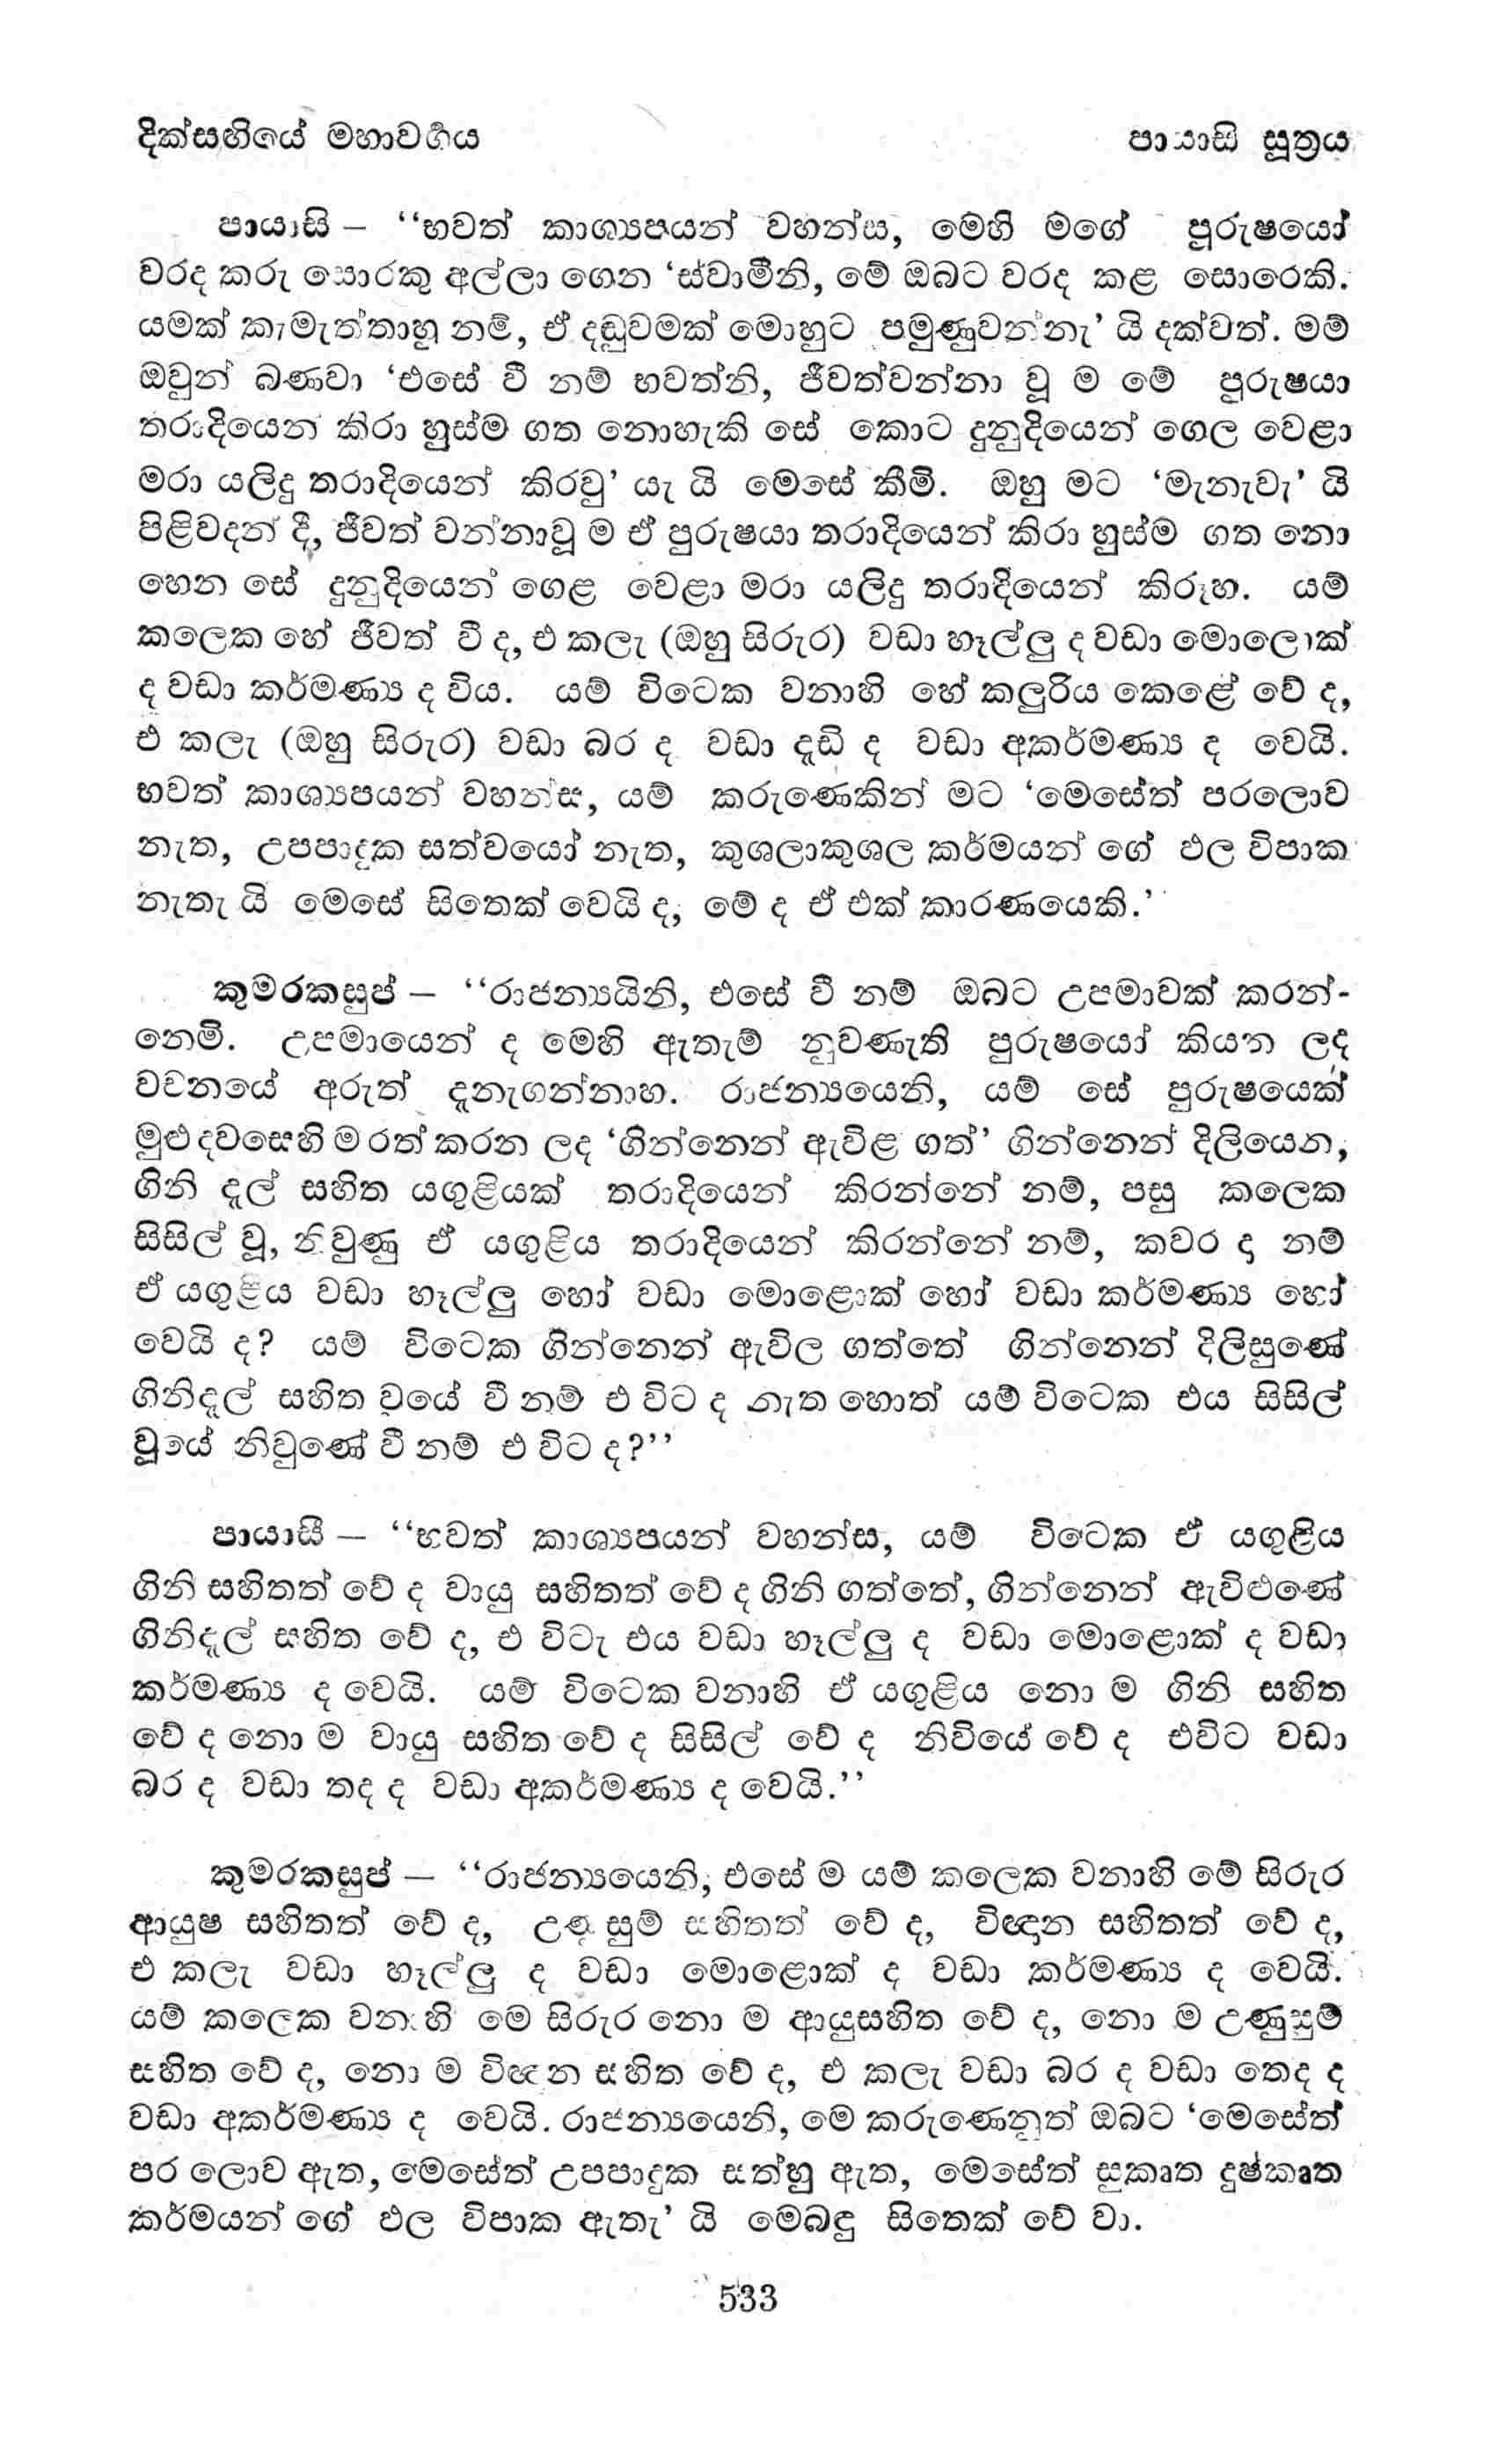 දික්සඟියේ මහාවර්‍ගය පායාසි සූත්‍රය
පායාසි – ‘‘භවත් කාශ්‍යපයන් වහන්ස, මෙහි මගේ පුරුෂයෝ
වරද කරු සොරකු අල්ලා ගෙන ‘ස්වාමීනි, මේ ඔබට වරද කළ සොරෙකි.
යමක් කැමැත්තාහු නම්, ඒ දඬුවමක් මොහුට පමුණුවන්නැ’ යි දක්වත්. මම්
ඔවුන් බණවා ‘එසේ වී නම් භවත්නි, ජීවත්වන්නා වූ ම මේ පුරුෂයා
තරාදියෙන් කිරා හුස්ම ගත නොහැකි සේ කොට දුනුදියෙන් ගෙල වෙළා
මරා යලිදු තරාදියෙන් කිරවු’ යැ යි මෙසේ කීමි. ඔහු මට ‘මැනැවැ’ යි
පිළිවදන් දී, ජීවත් වන්නාවූ ම ඒ පුරුෂයා තරාදියෙන් කිරා හුස්ම ගත නො
හෙන සේ දුනුදියෙන් ගෙළ වෙළා මරා යලිදු තරාදියෙන් කිරූහ. යම්
කලෙක හේ ජීවත් වී ද, එ කලැ (ඔහු සිරුර) වඩා හෑල්ලු ද වඩා මොලොක්
ද වඩා කර්මණ්‍ය ද විය. යම් විටෙක වනාහි හේ කලුරිය කෙළේ වේ ද,
එ කලැ (ඔහු සිරුර) වඩා බර ද වඩා දැඩි ද වඩා අකර්මණ්‍ය ද වෙයි.
භවත් කාශ්‍යපයන් වහන්ස, යම් කරුණෙකින් මට ‘මෙසේත් පරලොව
නැත, උපපාදුක සත්වයෝ නැත, කුශලාකුශල කර්මයන් ගේ ඵල විපාක
නැතැ යි මෙසේ සිතෙක් වෙයි ද, මේ ද ඒ එක් කාරණයෙකි.’
කුමරකසුප් – ‘‘රාජන්‍යයිනි, එසේ වී නම් ඔබට උපමාවක් කරන්-
නෙමි. උපමායෙන් ද මෙහි ඇතැම් නුවණැති පුරුෂයෝ කියන ලද
වචනයේ අරුත් දැනැගන්නාහ. රාජන්‍යයෙනි, යම් සේ පුරුෂයෙක්
මුළු දවසෙහි ම රත් කරන ලද ‘ගින්නෙන් ඇවිළ ගත්’ ගින්නෙන් දිලියෙන,
ගිනි දැල් සහිත යගුළියක් තරාදියෙන් කිරන්නේ නම්, පසු කලෙක
සිසිල් වූ, නිවුණු ඒ යගුළිය තරාදියෙන් කිරන්නේ නම්, කවර දා නම්
ඒ යගුළිය වඩා හෑල්ලු හෝ වඩා මොළොක් හෝ වඩා කර්මණ්‍ය හෝ
වෙයි ද? යම් විටෙක ගින්නෙන් ඇවිල ගත්තේ ගින්නෙන් දිලිසුණේ
ගිනිදැල් සහිත වූයේ වී නම් එ විට ද නැත හොත් යම් විටෙක එය සිසිල්
වූයේ නිවුණේ වී නම් එ විට ද?’’
පායාසි – ‘‘භවත් කාශ්‍යපයන් වහන්ස, යම් විටෙක ඒ යගුළිය
ගිනි සහිතත් වේ ද වායු සහිතත් වේ ද ගිනි ගත්තේ, ගින්නෙන් ඇවිළුණේ
ගිනිදැල් සහිත වේ ද, එ විටැ එය වඩා හෑල්ලු ද වඩා මොළොක් ද වඩා
කර්මණ්‍ය ද වෙයි. යම් විටෙක වනාහි ඒ යගුළිය නො ම ගිනි සහිත
වේ ද නො ම වායු සහිත වේ ද සිසිල් වේ ද නිවියේ වේ ද එවිට වඩා
බර ද වඩා තද ද වඩා අකර්මණ්‍ය ද වෙයි.’’
කුමරකසුප් – ‘‘රාජන්‍යයෙනි, එසේ ම යම් කලෙක වනාහි මේ සිරුර
ආයුෂ සහිතත් වේ ද, උණුසුම් සහිතත් වේ ද, විඥාන සහිතත් වේ ද,
එ කලැ වඩා හෑල්ලු ද වඩා මොළොක් ද වඩා කර්මණ්‍ය ද වෙයි.
යම් කලෙක වනාහි මෙ සිරුර නො ම ආයුසහිත වේ ද, නො ම උණුසුම්
සහිත වේ ද, නො ම විඥාන සහිත වේ ද, එ කලැ වඩා බර ද වඩා තෙද ද
වඩා අකර්මණ්‍ය ද වෙයි. රාජන්‍යයෙනි, මෙ කරුණෙනුත් ඔබට ‘මෙසේත්
පර ලොව ඇත, මෙසේත් උපපාදුක සත්හු ඇත, මෙසේත් සුකෘත දුෂ්කෘත
කර්මයන් ගේ ඵල විපාක ඇතැ’ යි මෙබඳු සිතෙක් වේ වා.
533